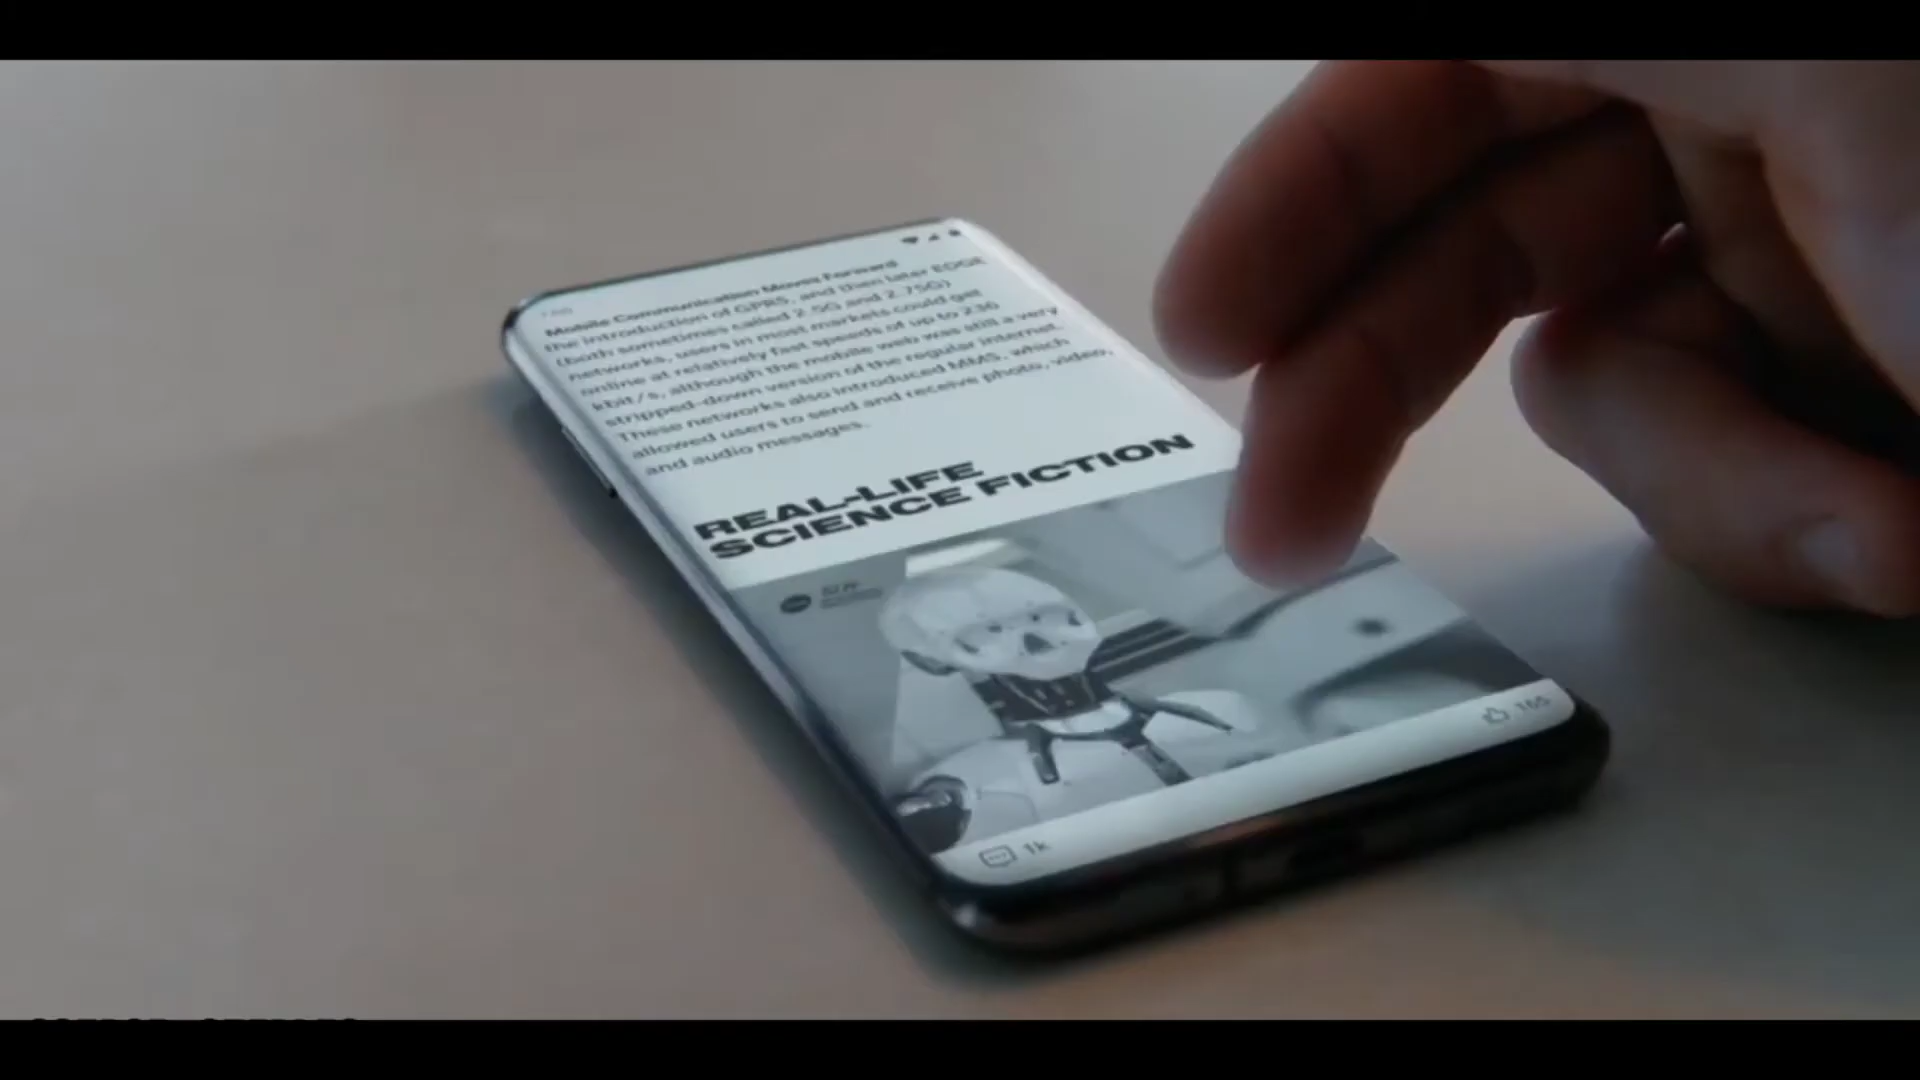 Mobile Communication Moves Forward
the introduction of GPRS, and then later EDGE
(both sometimes called 2.5G and 2.75G)
networks, users in most markets could get
online at relatively fast speeds of up to 236
kbit/s, although the mobile web was still a very
stripped-down version of the regular internet.
These networks also introduced MMS, which
allowed users to send and receive photo, video,
and audio messages.
REAL-LIFE
SCIENCE FICTION
165
1k